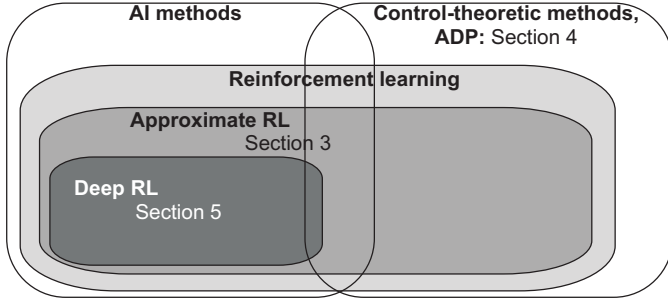 AI methods
Control-theoretic methods,
ADP: Section 4
Reinforcement learning
Approximate RL
Section 3
Deep RL
Section 5